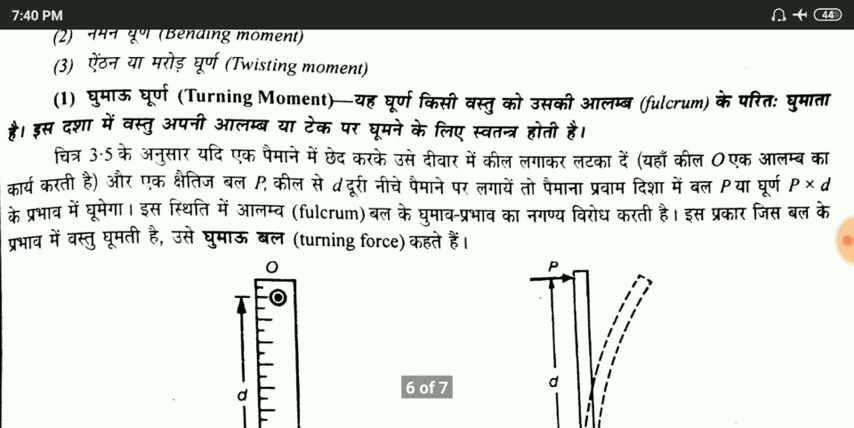 7:40 PM
44
(2) नमन घूर्ण (Bending moment)
(3) ऐंठन या मरोड़ घूर्ण (Twisting moment)
(1) घुमाऊ घूर्ण (Turning Moment)—यह घूर्ण किसी वस्तु को उसकी आलम्ब (fulcrum) के परितः घुमाता
है। इस दशा में वस्तु अपनी आलम्ब या टेक पर घूमने के लिए स्वतन्त्र होती है।
चित्र 3·5 के अनुसार यदि एक पैमाने में छेद करके उसे दीवार में कील लगाकर लटका दें (यहाँ कील O एक आलम्ब का
कार्य करती है) और एक क्षैतिज बल P, कील से d दूरी नीचे पैमाने पर लगायें तो पैमाना प्रवाम दिशा में बल P या घूर्ण P × d
के प्रभाव में घूमेगा। इस स्थिति में आलम्ब (fulcrum) बल के घुमाव-प्रभाव का नगण्य विरोध करती है। इस प्रकार जिस बल के
प्रभाव में वस्तु घूमती है, उसे घुमाऊ बल (turning force) कहते हैं।
O
P
d
d
6 of 7